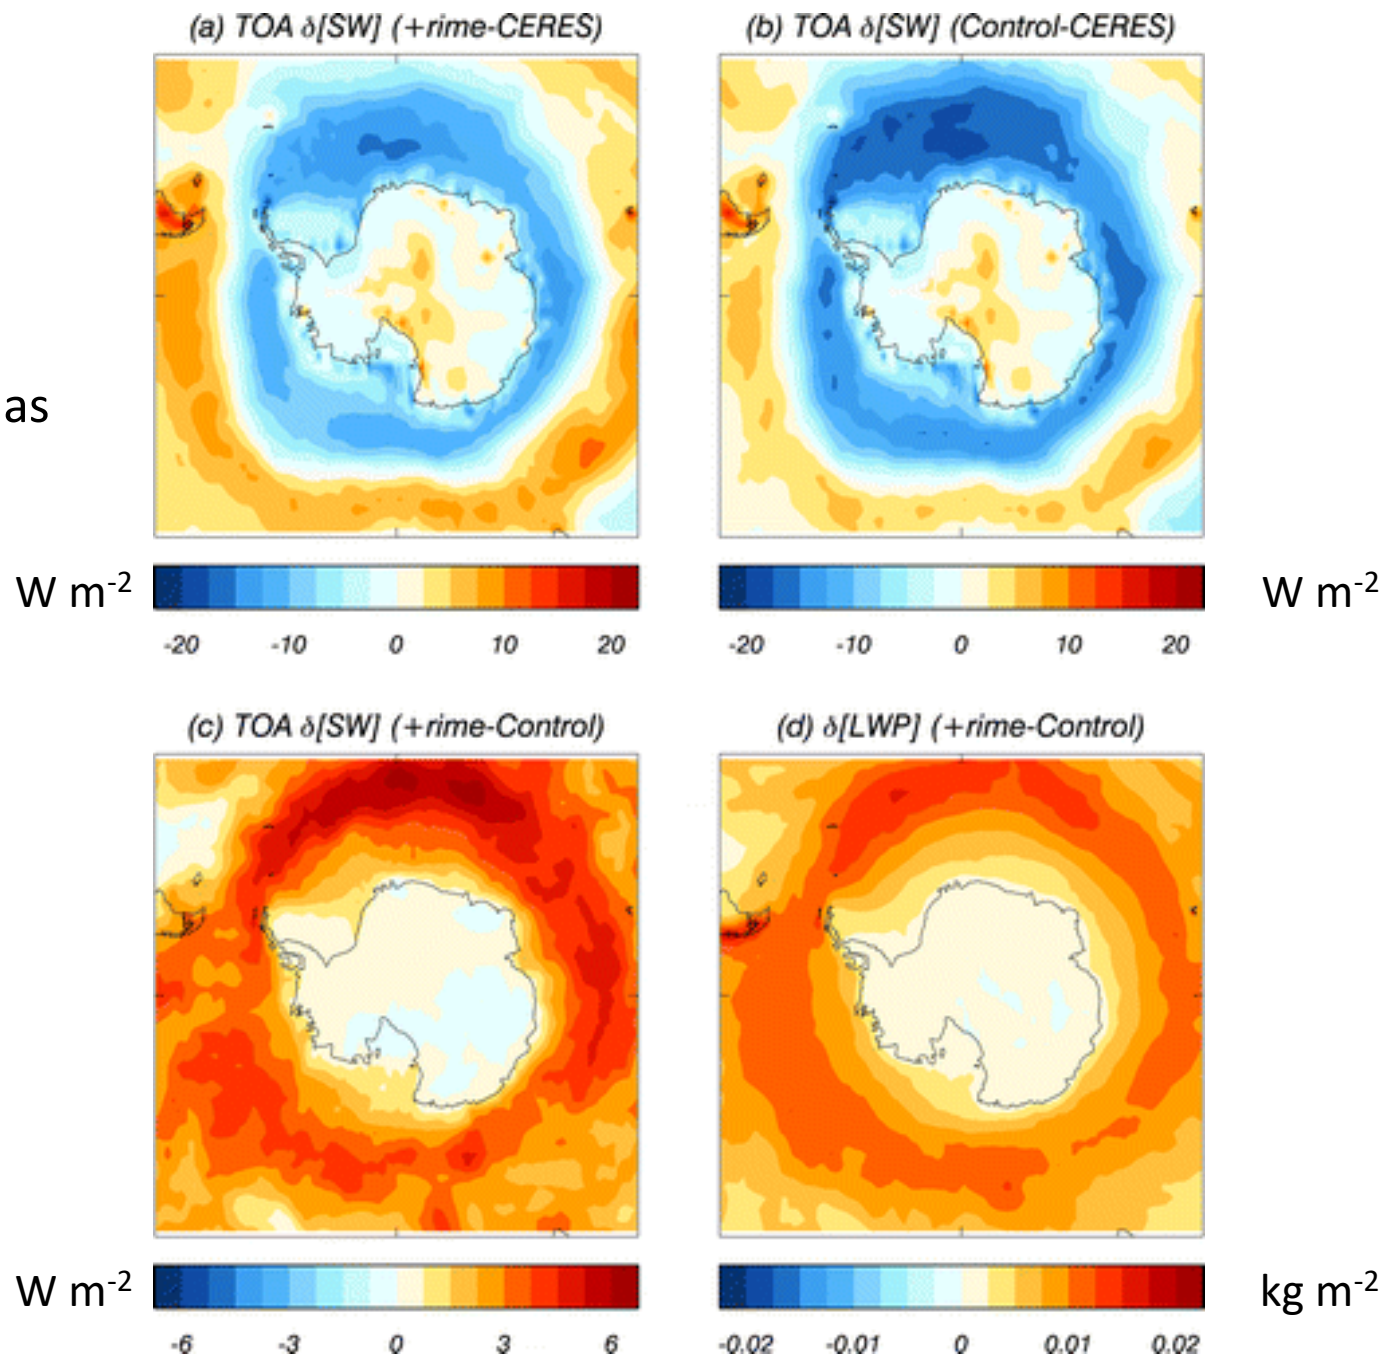 (a) TOA δ[SW] (+rime-CERES)
(b) TOA δ[SW] (Control-CERES)
as
W m-2
-20 -10 0 10 20
-20 -10 0 10 20
W m-2
(c) TOA δ[SW] (+rime-Control)
(d) δ[LWP] (+rime-Control)
W m-2
-6 -3 0 3 6
-0.02 -0.01 0 0.01 0.02
kg m-2